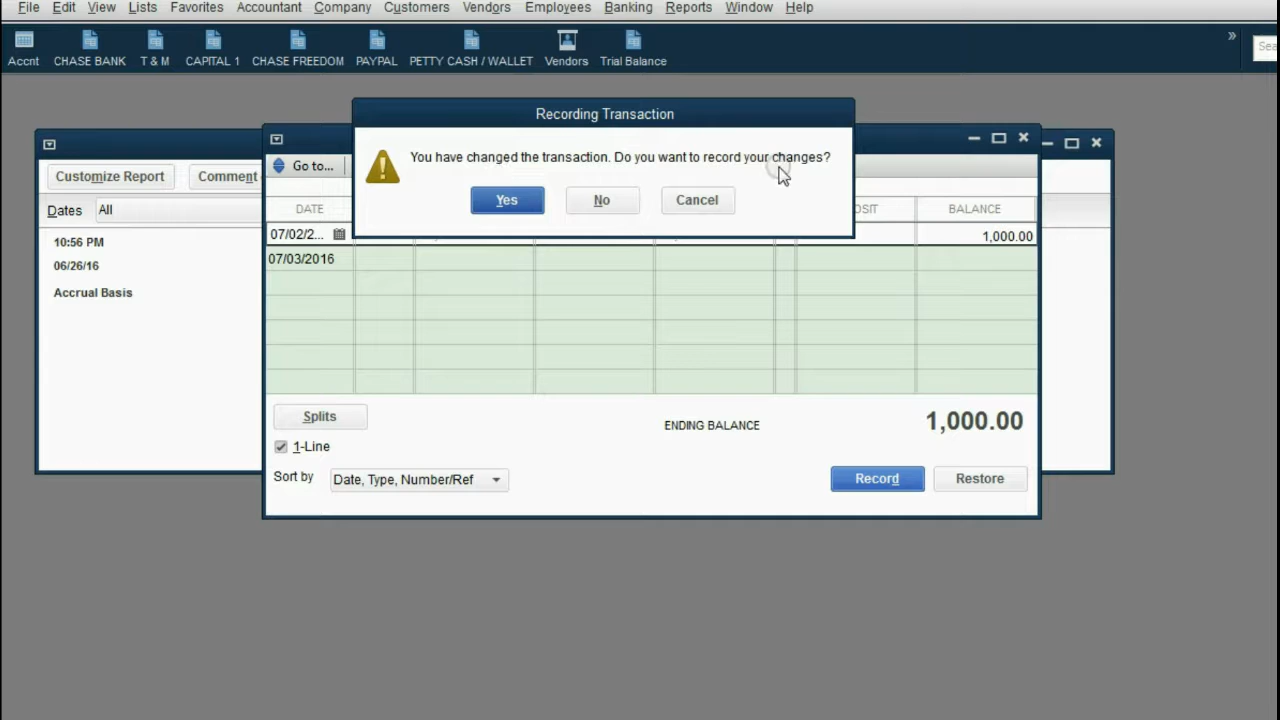 File Edit View Lists Favorites Accountant Company Customers Vendors Employees Banking Reports Window Help
Accnt CHASE BANK T & M CAPITAL 1 CHASE FREEDOM PAYPAL PETTY CASH / WALLET Vendors Trial Balance » Sea
Recording Transaction
You have changed the transaction. Do you want to record your changes?
Yes No Cancel
Customize Report Comment
Go to...
Dates All
DATE OSIT BALANCE
10:56 PM
06/26/16
Accrual Basis
07/02/2... 1,000.00
07/03/2016
Splits
ENDING BALANCE 1,000.00
1-Line
Sort by Date, Type, Number/Ref
Record Restore